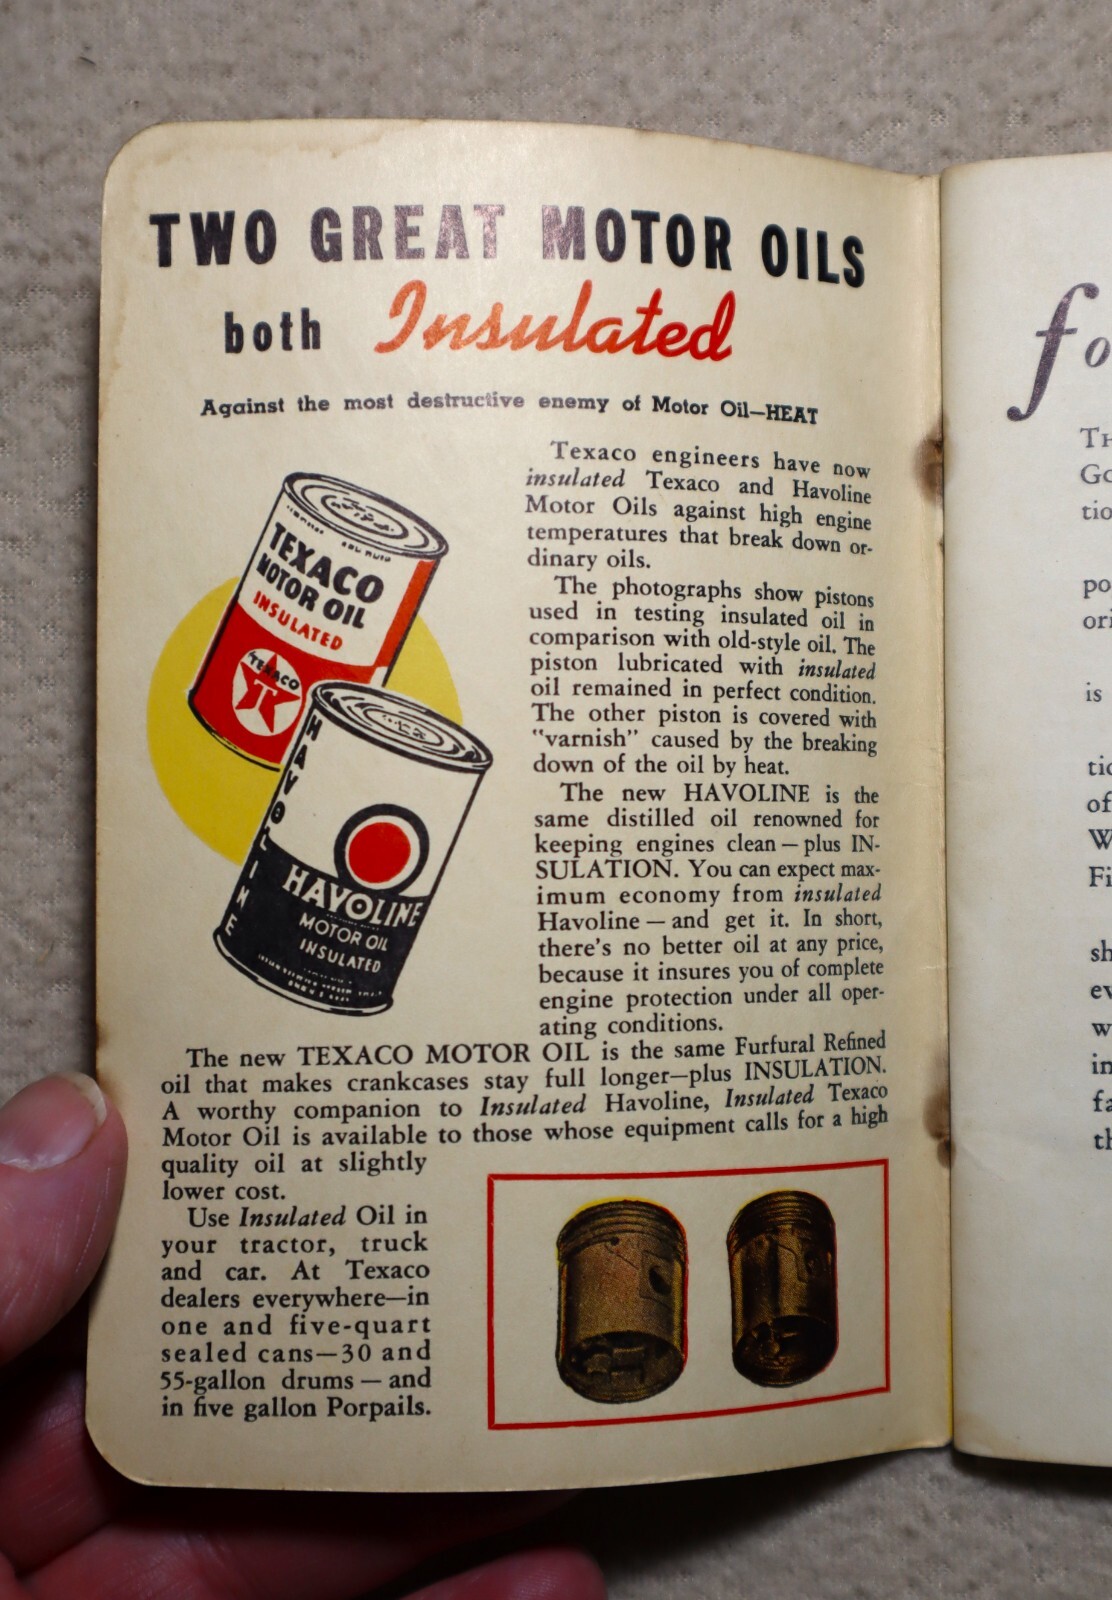 TWO GREAT MOTOR OILS
both Insulated
Against the most destructive enemy of Motor Oil—HEAT
TEXACO
MOTOR OIL
INSULATED
TEXACO
T
HAVOLINE
HAVOLINE
MOTOR OIL
INSULATED
Texaco engineers have now
insulated Texaco and Havoline
Motor Oils against high engine
temperatures that break down or-
dinary oils.
The photographs show pistons
used in testing insulated oil in
comparison with old-style oil. The
piston lubricated with insulated
oil remained in perfect condition.
The other piston is covered with
"varnish" caused by the breaking
down of the oil by heat.
The new HAVOLINE is the
same distilled oil renowned for
keeping engines clean—plus IN-
SULATION. You can expect max-
imum economy from insulated
Havoline—and get it. In short,
there's no better oil at any price,
because it insures you of complete
engine protection under all oper-
ating conditions.
The new TEXACO MOTOR OIL is the same Furfural Refined
oil that makes crankcases stay full longer—plus INSULATION.
A worthy companion to Insulated Havoline, Insulated Texaco
Motor Oil is available to those whose equipment calls for a high
quality oil at slightly
lower cost.
Use Insulated Oil in
your tractor, truck
and car. At Texaco
dealers everywhere—in
one and five-quart
sealed cans—30 and
55-gallon drums—and
in five gallon Porpails.
fo
TH
Go
tio
po
ori
is
tio
of
W
Fi
sh
ev
w
in
fa
th